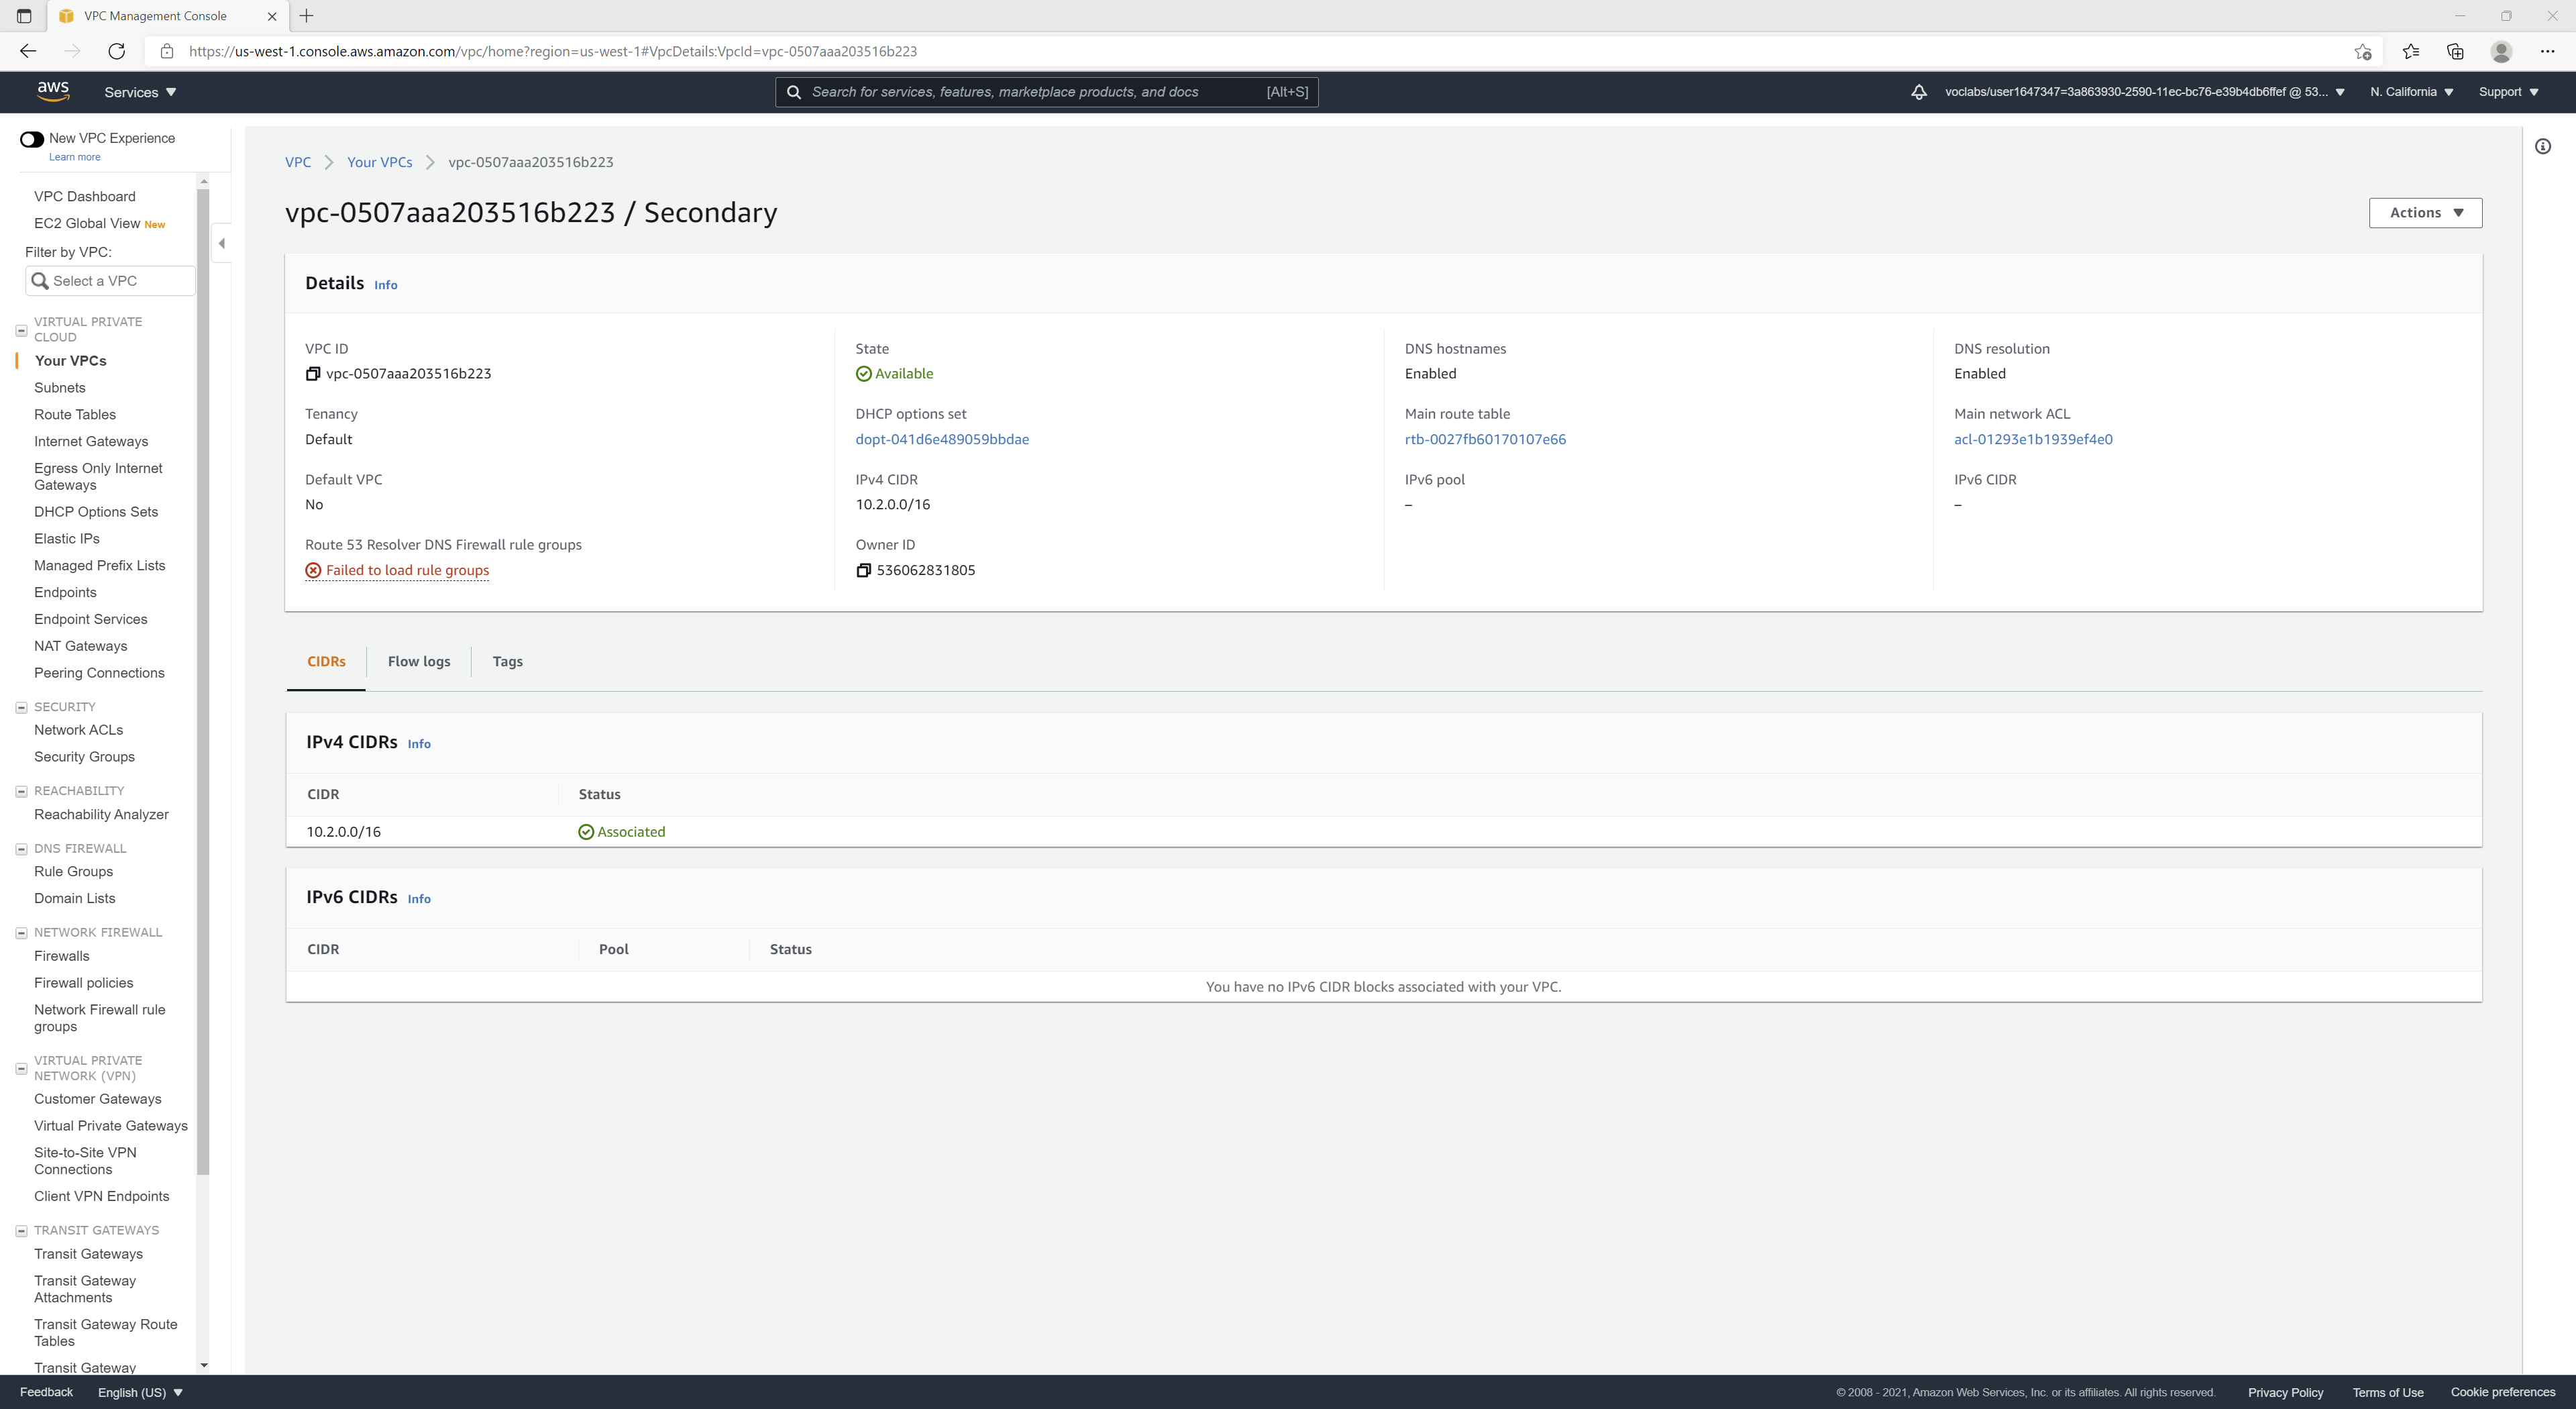 VPC Management Console
https://us-west-1.console.aws.amazon.com/vpc/home?region=us-west-1#VpcDetails:VpcId=vpc-0507aaa203516b223
aws
Services
Search for services, features, marketplace products, and docs
[Alt+S]
voclabs/user1647347=3a863930-2590-11ec-bc76-e39b4db6ffef @ 53...
N. California
Support
New VPC Experience
Learn more
VPC Dashboard
EC2 Global View New
Filter by VPC:
Select a VPC
VIRTUAL PRIVATE
CLOUD
Your VPCs
Subnets
Route Tables
Internet Gateways
Egress Only Internet
Gateways
DHCP Options Sets
Elastic IPs
Managed Prefix Lists
Endpoints
Endpoint Services
NAT Gateways
Peering Connections
SECURITY
Network ACLs
Security Groups
REACHABILITY
Reachability Analyzer
DNS FIREWALL
Rule Groups
Domain Lists
NETWORK FIREWALL
Firewalls
Firewall policies
Network Firewall rule
groups
VIRTUAL PRIVATE
NETWORK (VPN)
Customer Gateways
Virtual Private Gateways
Site-to-Site VPN
Connections
Client VPN Endpoints
TRANSIT GATEWAYS
Transit Gateways
Transit Gateway
Attachments
Transit Gateway Route
Tables
Transit Gateway
VPC > Your VPCs > vpc-0507aaa203516b223
vpc-0507aaa203516b223 / Secondary
Actions
Details Info
VPC ID
vpc-0507aaa203516b223
State
Available
DNS hostnames
Enabled
DNS resolution
Enabled
Tenancy
Default
DHCP options set
dopt-041d6e489059bbdae
Main route table
rtb-0027fb60170107e66
Main network ACL
acl-01293e1b1939ef4e0
Default VPC
No
IPv4 CIDR
10.2.0.0/16
IPv6 pool
–
IPv6 CIDR
–
Route 53 Resolver DNS Firewall rule groups
Failed to load rule groups
Owner ID
536062831805
CIDRs
Flow logs
Tags
IPv4 CIDRs Info
CIDR Status
10.2.0.0/16 Associated
IPv6 CIDRs Info
CIDR Pool Status
You have no IPv6 CIDR blocks associated with your VPC.
Feedback
English (US)
© 2008 - 2021, Amazon Web Services, Inc. or its affiliates. All rights reserved.
Privacy Policy
Terms of Use
Cookie preferences